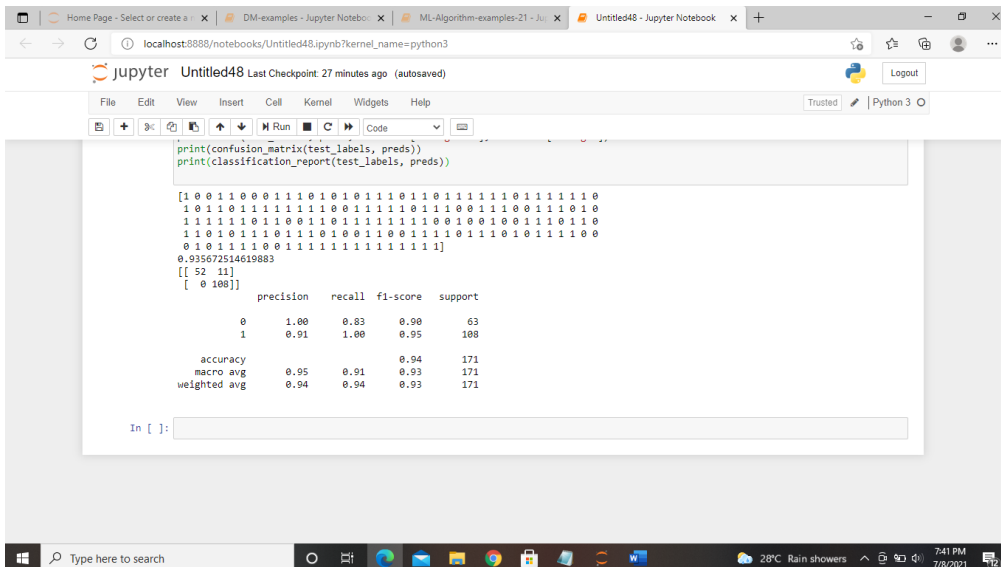 Home Page - Select or create a n
DM-examples - Jupyter Noteboo
ML-Algorithm-examples-21 - Ju
Untitled48 - Jupyter Notebook
localhost:8888/notebooks/Untitled48.ipynb?kernel_name=python3
jupyter Untitled48 Last Checkpoint: 27 minutes ago (autosaved)
Logout
File Edit View Insert Cell Kernel Widgets Help
Trusted Python 3
Run Code
print(confusion_matrix(test_labels, preds))
print(classification_report(test_labels, preds))
[1 0 0 1 1 0 0 0 1 1 1 0 1 0 1 0 1 1 1 0 1 1 0 1 1 1 1 1 1 0 1 1 1 1 1 1 0
1 0 1 1 0 1 1 1 1 1 1 1 1 0 0 1 1 1 1 1 0 1 1 1 0 0 1 1 1 0 0 1 1 1 0 1 0
1 1 1 1 1 1 0 1 1 0 0 1 1 0 1 1 1 1 1 1 1 1 0 0 1 0 0 1 0 0 1 1 1 0 1 1 0
1 1 0 1 0 1 1 1 0 1 1 1 0 1 0 0 1 1 0 0 1 1 1 1 0 1 1 1 0 1 0 1 1 1 1 0 0
0 1 0 1 1 1 1 0 0 1 1 1 1 1 1 1 1 1 1 1 1 1 1]
0.935672514619883
[[ 52 11]
[ 0 108]]
precision recall f1-score support
0 1.00 0.83 0.90 63
1 0.91 1.00 0.95 108
accuracy 0.94 171
macro avg 0.95 0.91 0.93 171
weighted avg 0.94 0.94 0.93 171
In [ ]:
Type here to search
28°C Rain showers
7:41 PM
7/8/2021
12